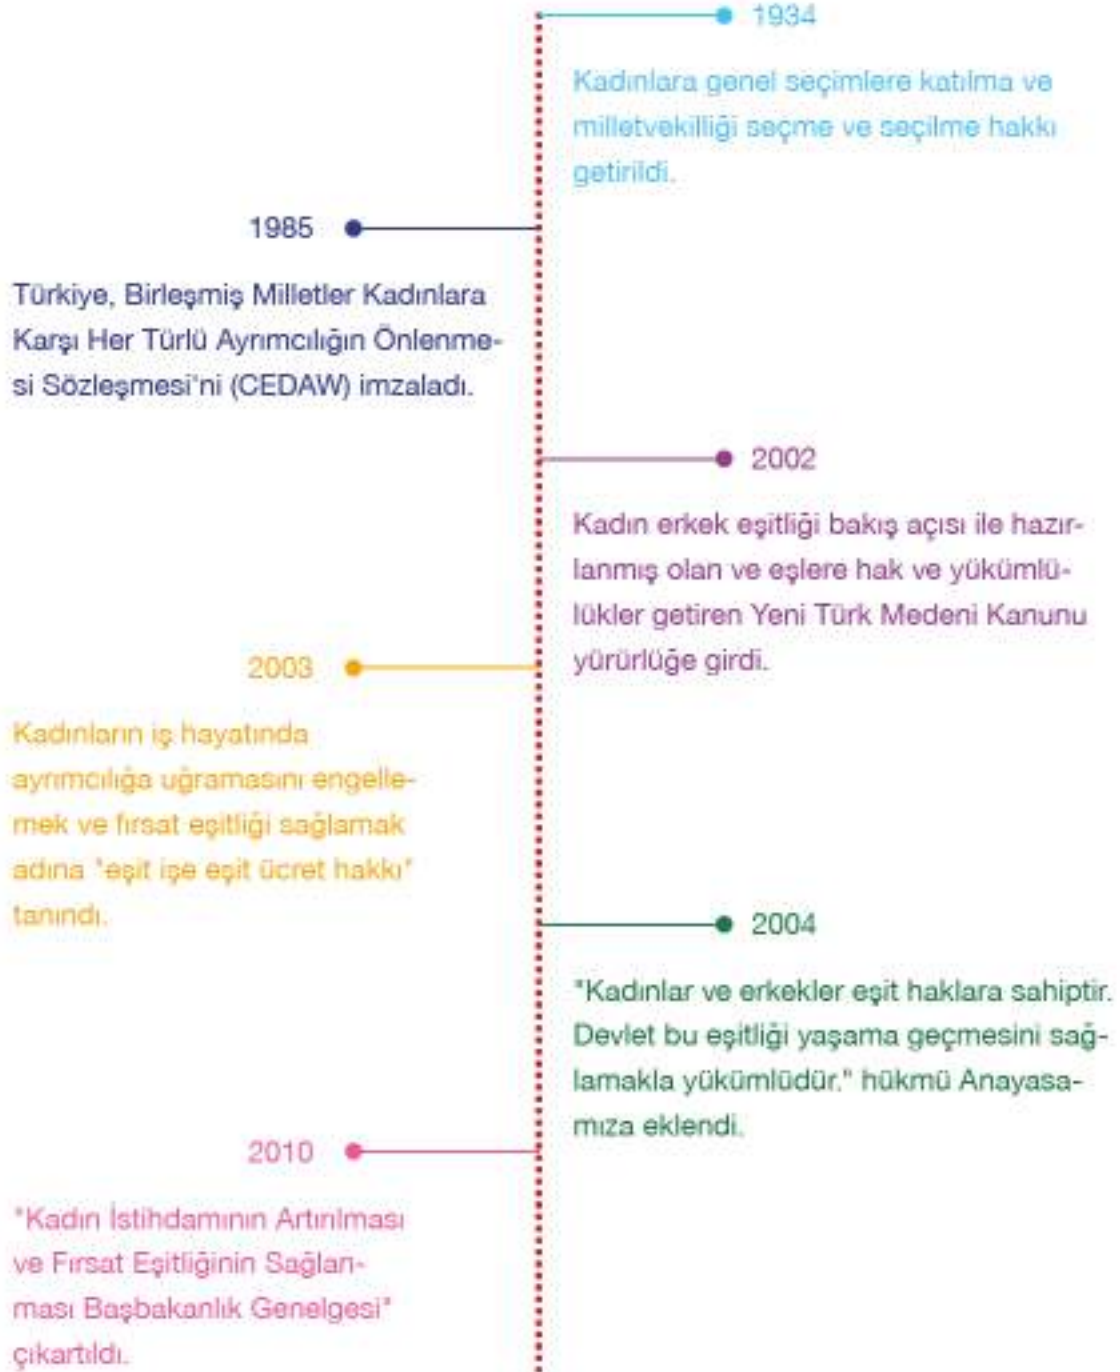 1934
Kadınlara genel seçimlere katılma ve
milletvekilliği seçme ve seçilme hakkı
getirildi.
1985
Türkiye, Birleşmiş Milletler Kadınlara
Karşı Her Türlü Ayrımcılığın Önlenme-
si Sözleşmesi'ni (CEDAW) imzaladı.
2002
Kadın erkek eşitliği bakış açısı ile hazır-
lanmış olan ve eşlere hak ve yükümlü-
lükler getiren Yeni Türk Medeni Kanunu
yürürlüğe girdi.
2003
Kadınların iş hayatında
ayrımcılığa uğramasını engelle-
mek ve fırsat eşitliği sağlamak
adına "eşit işe eşit ücret hakkı"
tanındı.
2004
"Kadınlar ve erkekler eşit haklara sahiptir.
Devlet bu eşitliği yaşama geçmesini sağ-
lamakla yükümlüdür." hükmü Anayasa-
mıza eklendi.
2010
"Kadın İstihdamının Artırılması
ve Fırsat Eşitliğinin Sağlan-
ması Başbakanlık Genelgesi"
çıkartıldı.